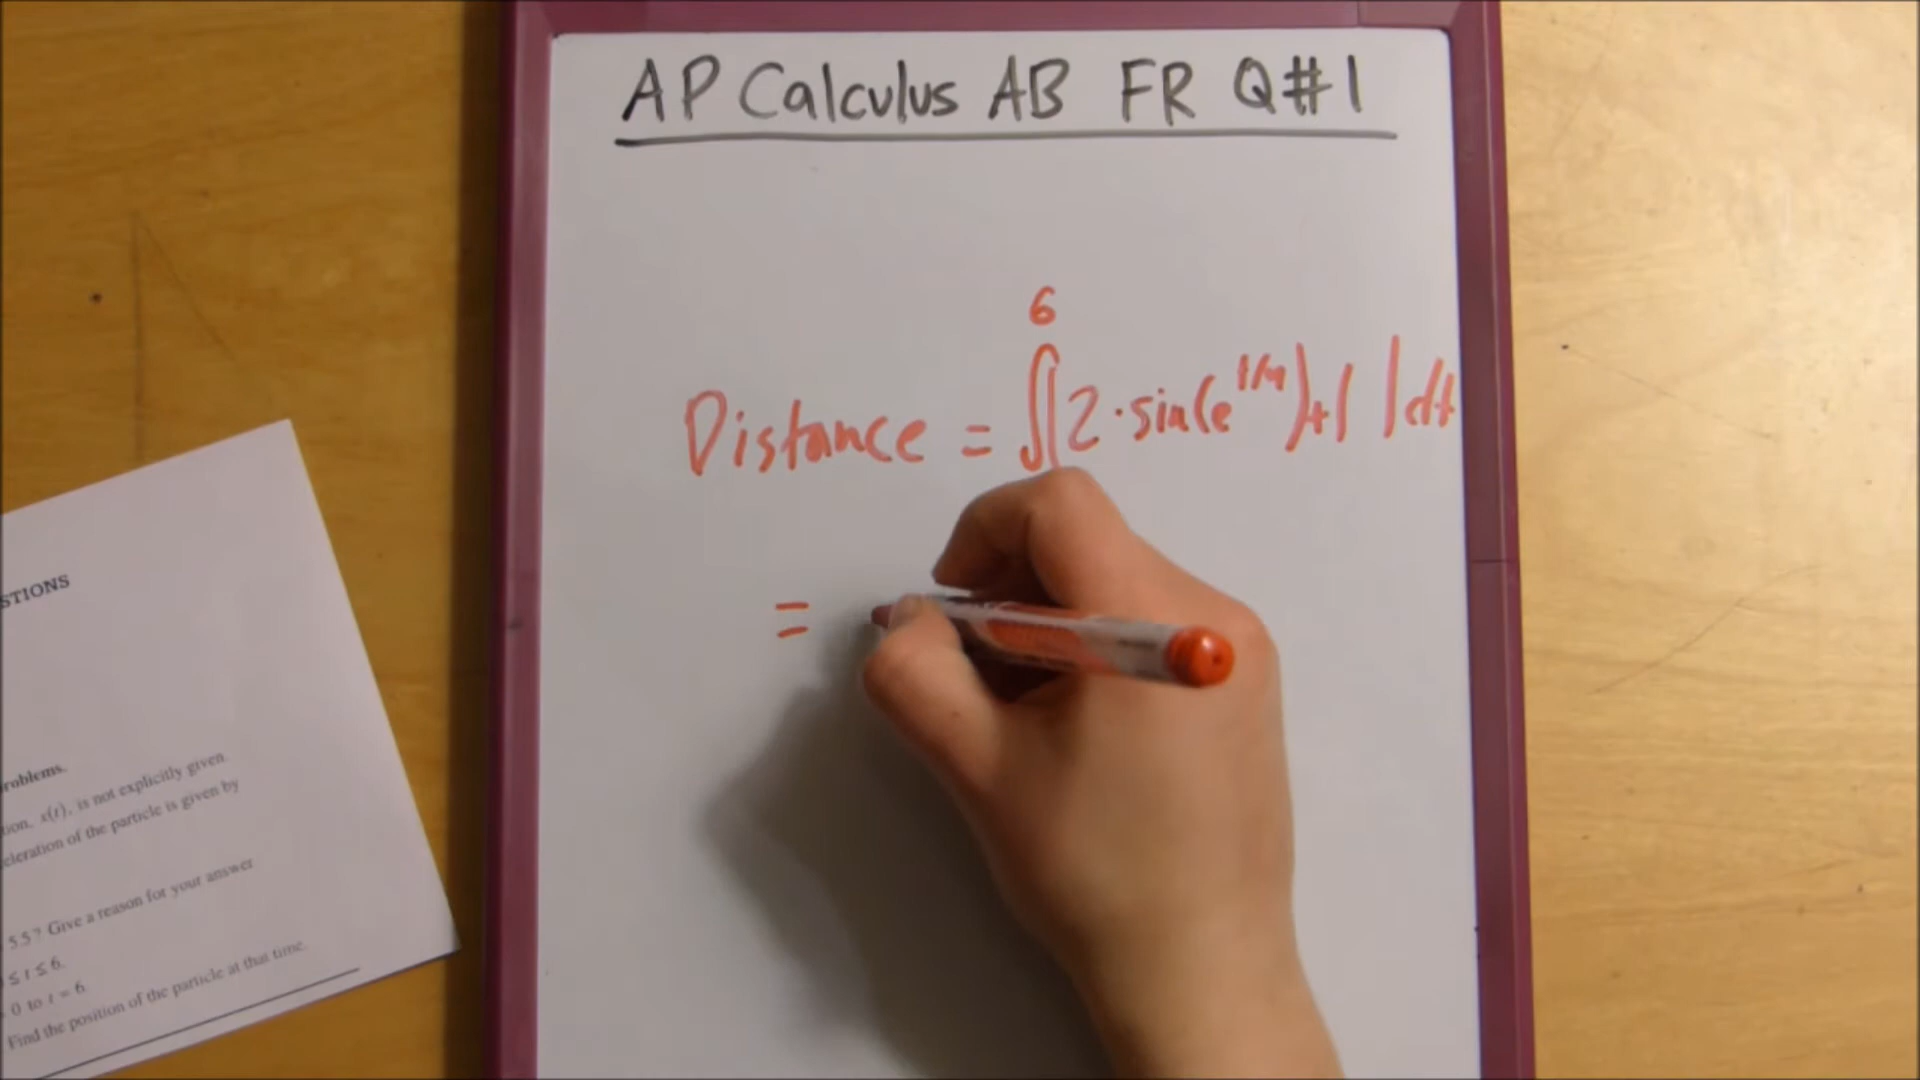 AP Calculus AB FR Q#1
6
Distance = ∫|2·sin(e^t/4)+1|dt
=
STIONS
roblems.
tion, x(t), is not explicitly given.
eleration of the particle is given by
5.5? Give a reason for your answer
≤ t ≤ 6.
0 to t = 6.
Find the position of the particle at that time.